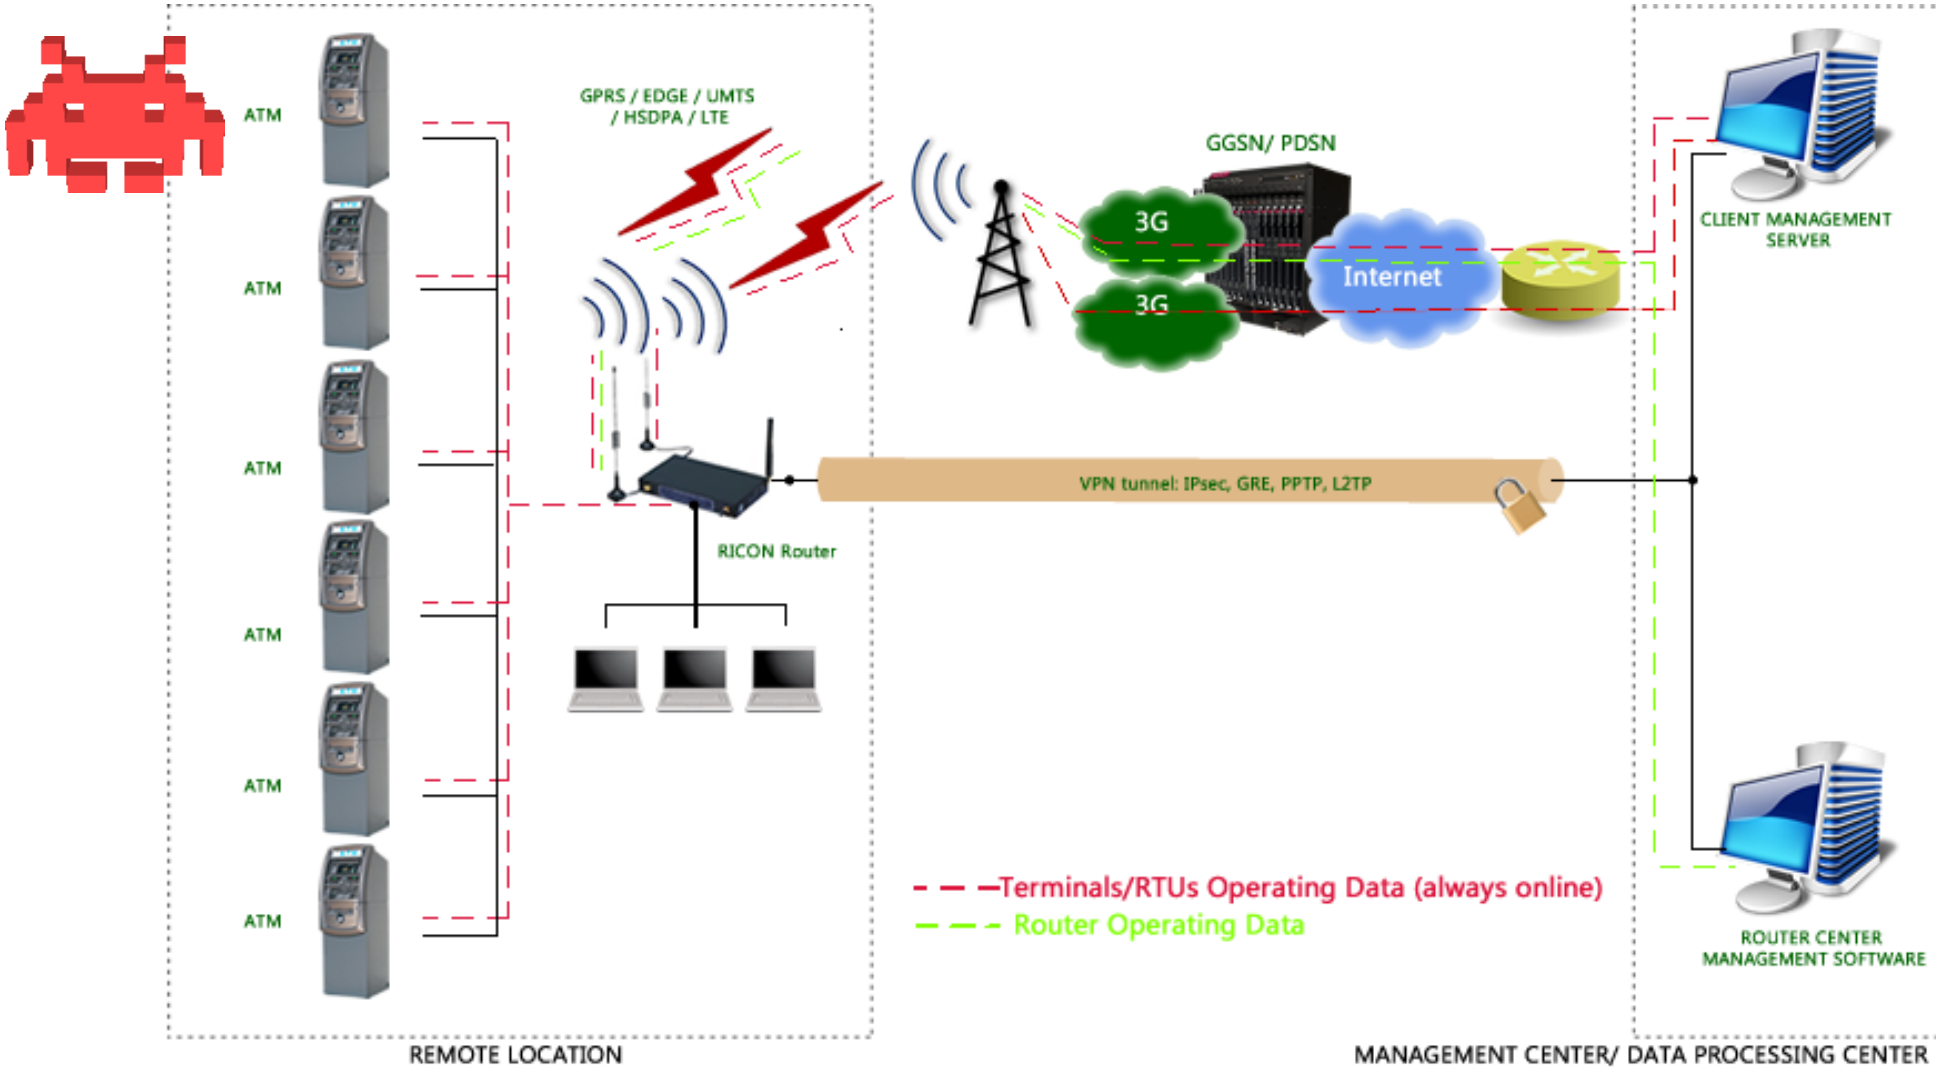 GPRS / EDGE / UMTS
/ HSDPA / LTE
GGSN/ PDSN
3G
3G
Internet
CLIENT MANAGEMENT
SERVER
ATM
ATM
ATM
ATM
ATM
ATM
VPN tunnel: IPsec, GRE, PPTP, L2TP
RICON Router
Terminals/RTUs Operating Data (always online)
Router Operating Data
ROUTER CENTER
MANAGEMENT SOFTWARE
REMOTE LOCATION
MANAGEMENT CENTER/ DATA PROCESSING CENTER